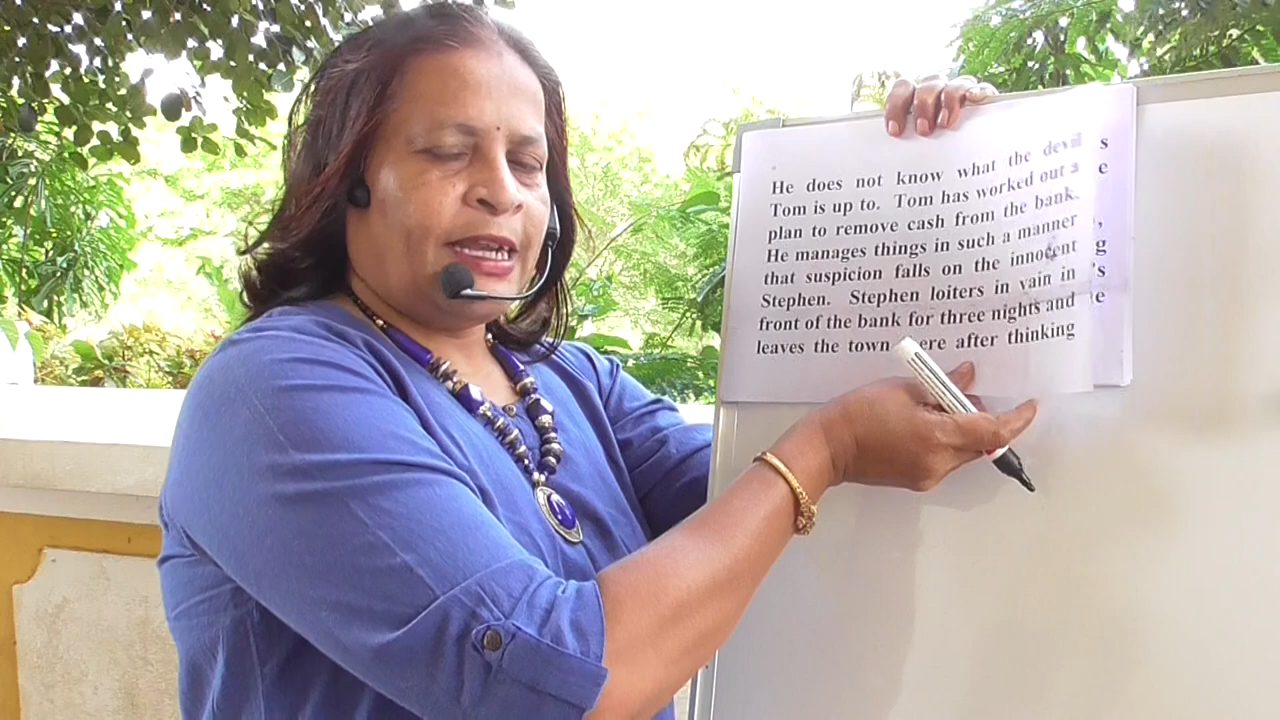 He does not know what the devil s
Tom is up to. Tom has worked out a e
plan to remove cash from the bank.
He manages things in such a manner ,
that suspicion falls on the innocent g
Stephen. Stephen loiters in vain in 's
front of the bank for three nights and e
leaves the town after thinking